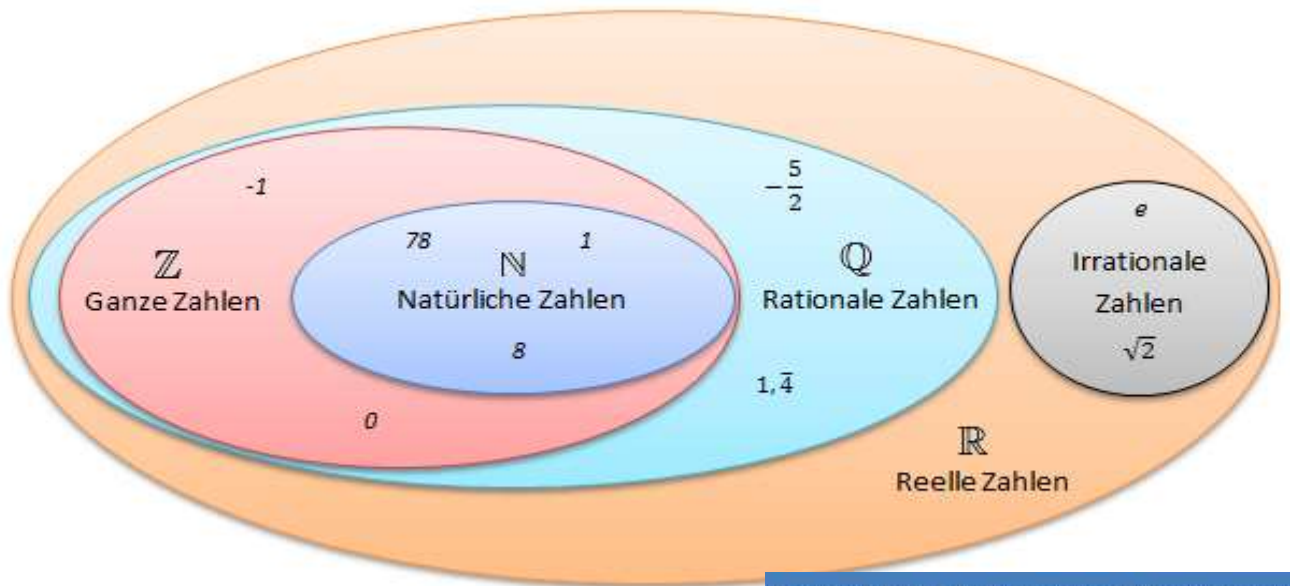 -1
-5/2
78
1
e
ℤ
Ganze Zahlen
ℕ
Natürliche Zahlen
ℚ
Rationale Zahlen
Irrationale
Zahlen
8
√2
1,4̅
0
ℝ
Reelle Zahlen